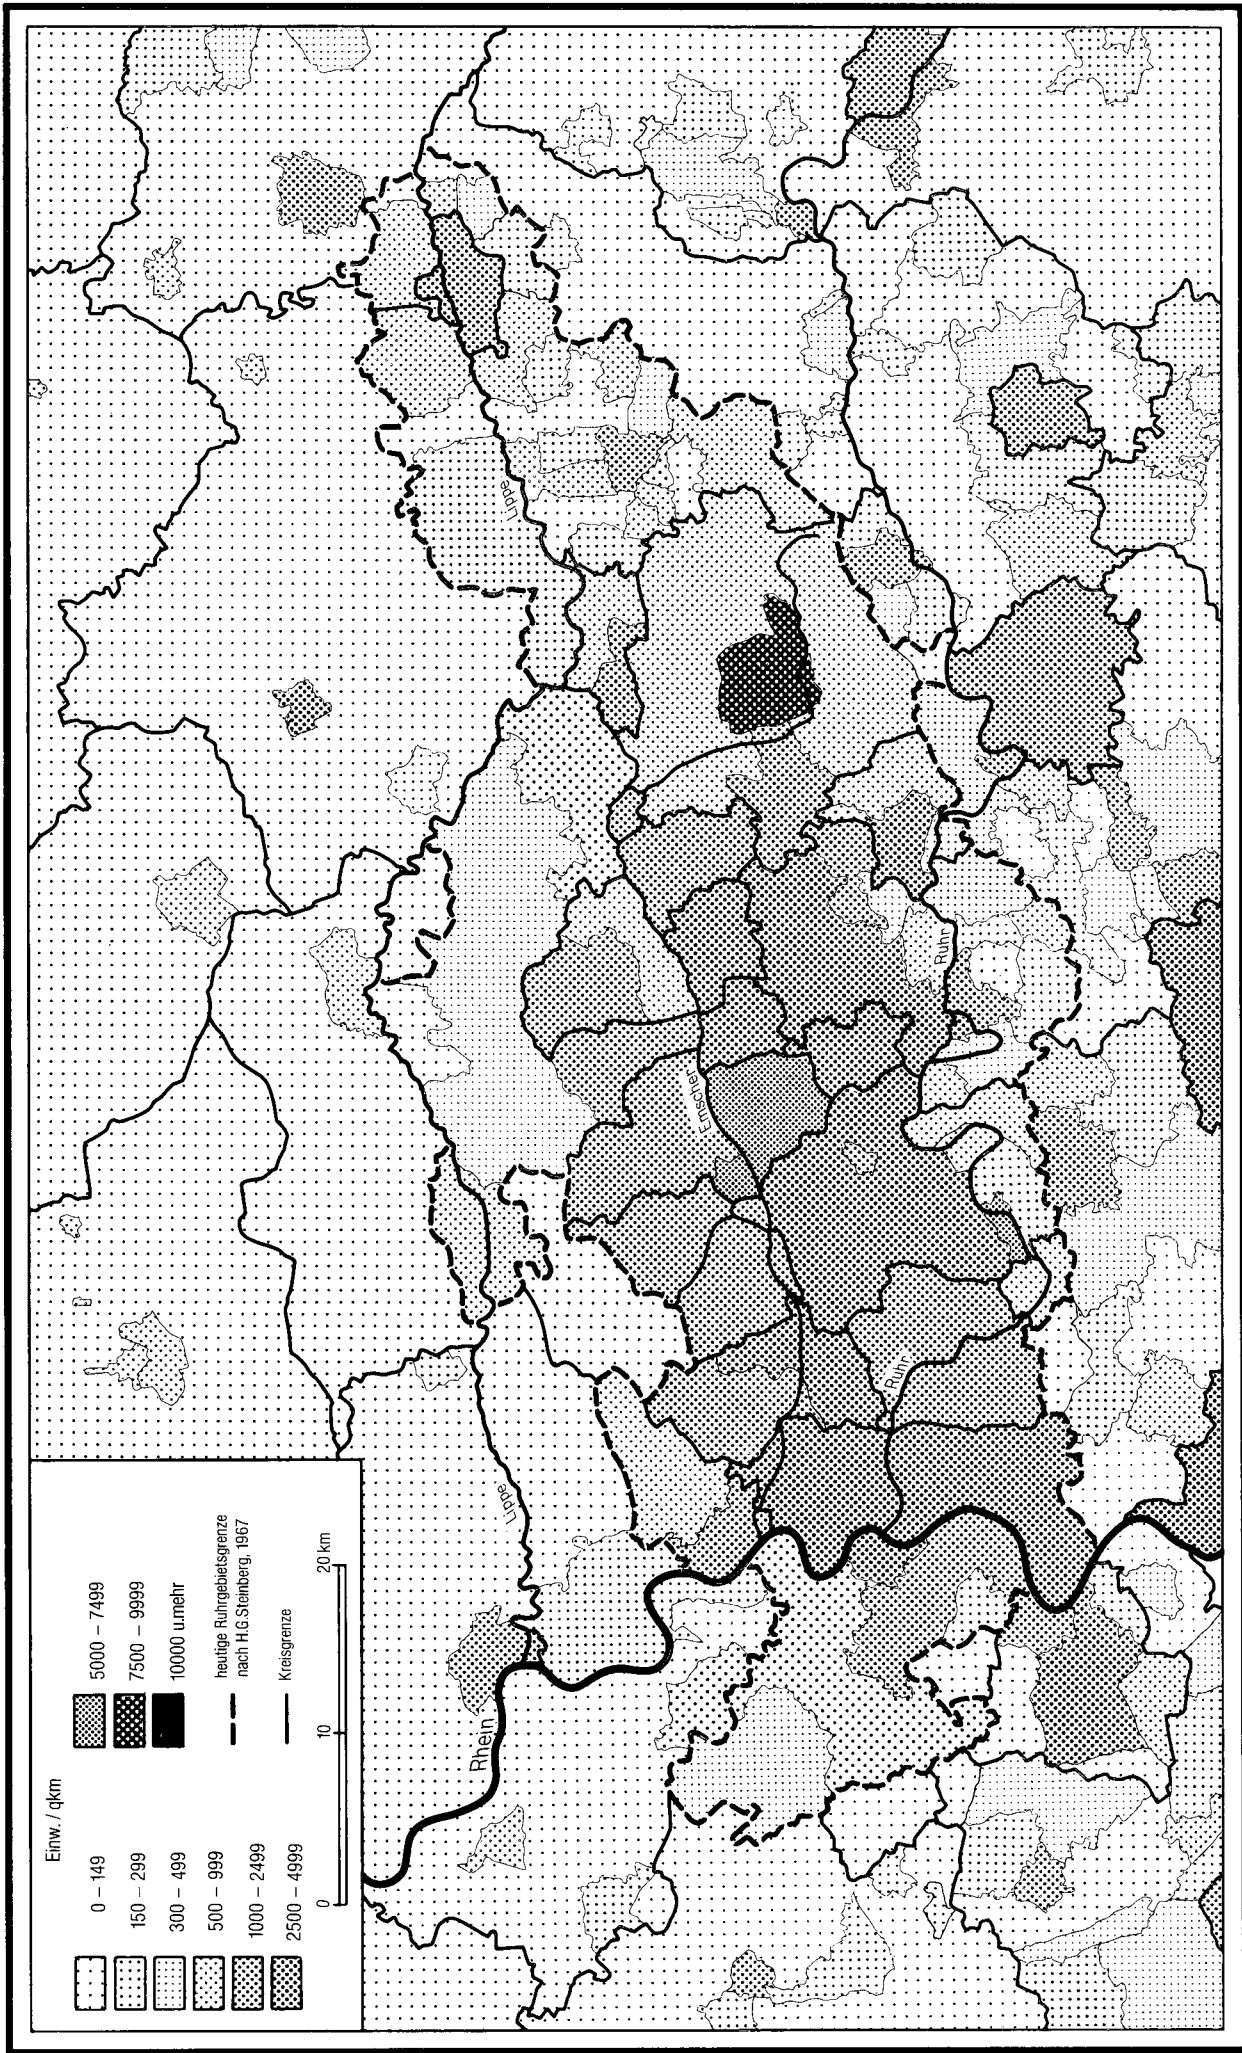 Einw. / qkm
0 – 149
150 – 299
300 – 499
500 – 999
1000 – 2499
2500 – 4999
5000 – 7499
7500 – 9999
10000 u.mehr
heutige Ruhrgebietsgrenze
nach H.G.Steinberg, 1967
Kreisgrenze
0 10 20 km
Rhein
Lippe
Lippe
Emscher
Ruhr
Ruhr